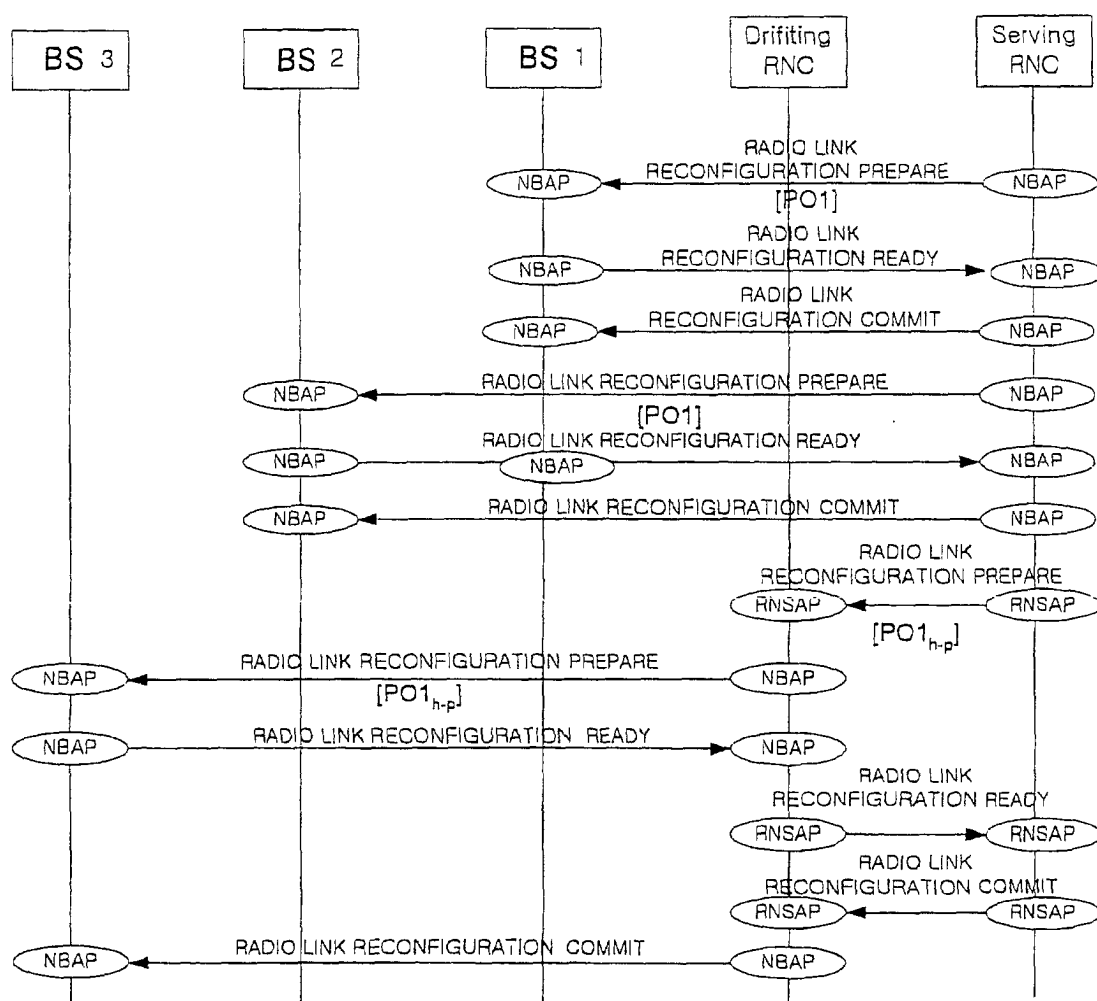 BS 3
BS 2
BS 1
Drifiting
RNC
Serving
RNC
RADIO LINK
RECONFIGURATION PREPARE
NBAP
NBAP
[PO1]
RADIO LINK
RECONFIGURATION READY
NBAP
NBAP
RADIO LINK
RECONFIGURATION COMMIT
NBAP
NBAP
RADIO LINK RECONFIGURATION PREPARE
NBAP
NBAP
[PO1]
RADIO LINK RECONFIGURATION READY
NBAP
NBAP
NBAP
RADIO LINK RECONFIGURATION COMMIT
NBAP
NBAP
RADIO LINK
RECONFIGURATION PREPARE
RNSAP
RNSAP
[PO1h-p]
RADIO LINK RECONFIGURATION PREPARE
NBAP
NBAP
[PO1h-p]
RADIO LINK RECONFIGURATION READY
NBAP
NBAP
RADIO LINK
RECONFIGURATION READY
RNSAP
RNSAP
RADIO LINK
RECONFIGURATION COMMIT
RNSAP
RNSAP
RADIO LINK RECONFIGURATION COMMIT
NBAP
NBAP